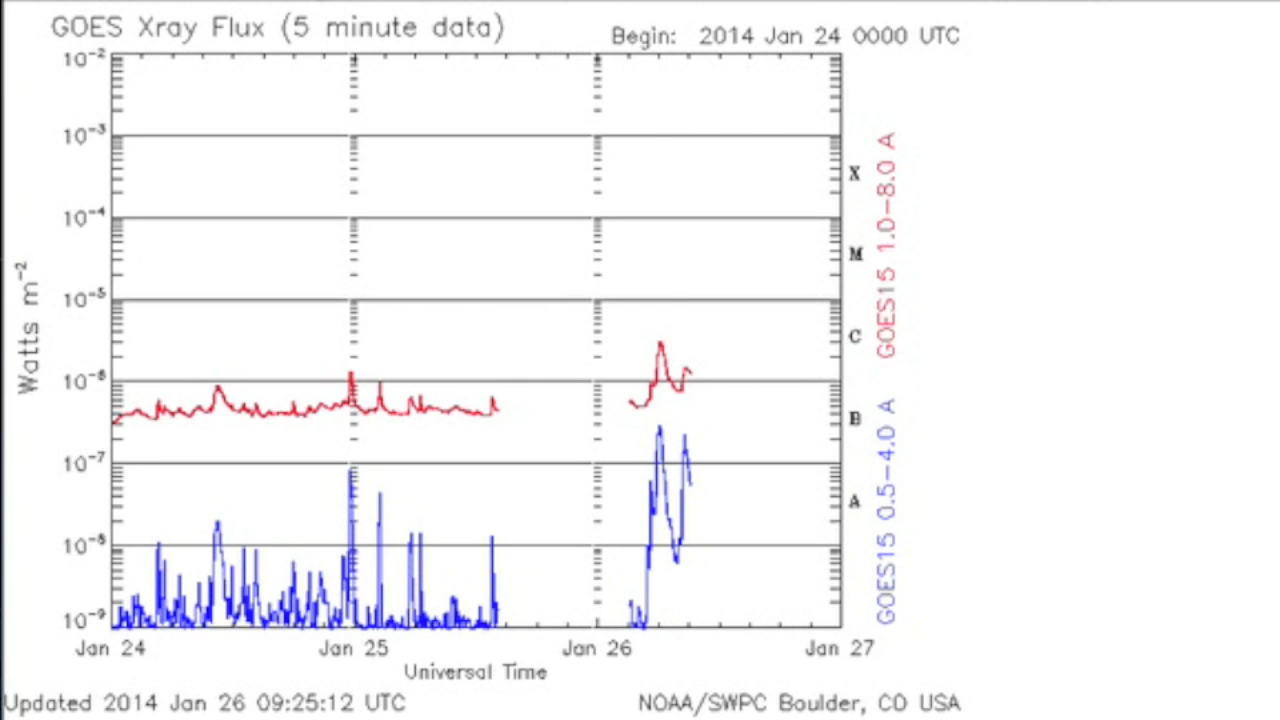 GOES Xray Flux (5 minute data)
Begin: 2014 Jan 24 0000 UTC
10-2
10-3
10-4
10-5
10-6
10-7
10-8
10-9
Watts m-2
X
M
C
B
A
GOES15 1.0-8.0 A
GOES15 0.5-4.0 A
Jan 24
Jan 25
Jan 26
Jan 27
Universal Time
Updated 2014 Jan 26 09:25:12 UTC
NOAA/SWPC Boulder, CO USA